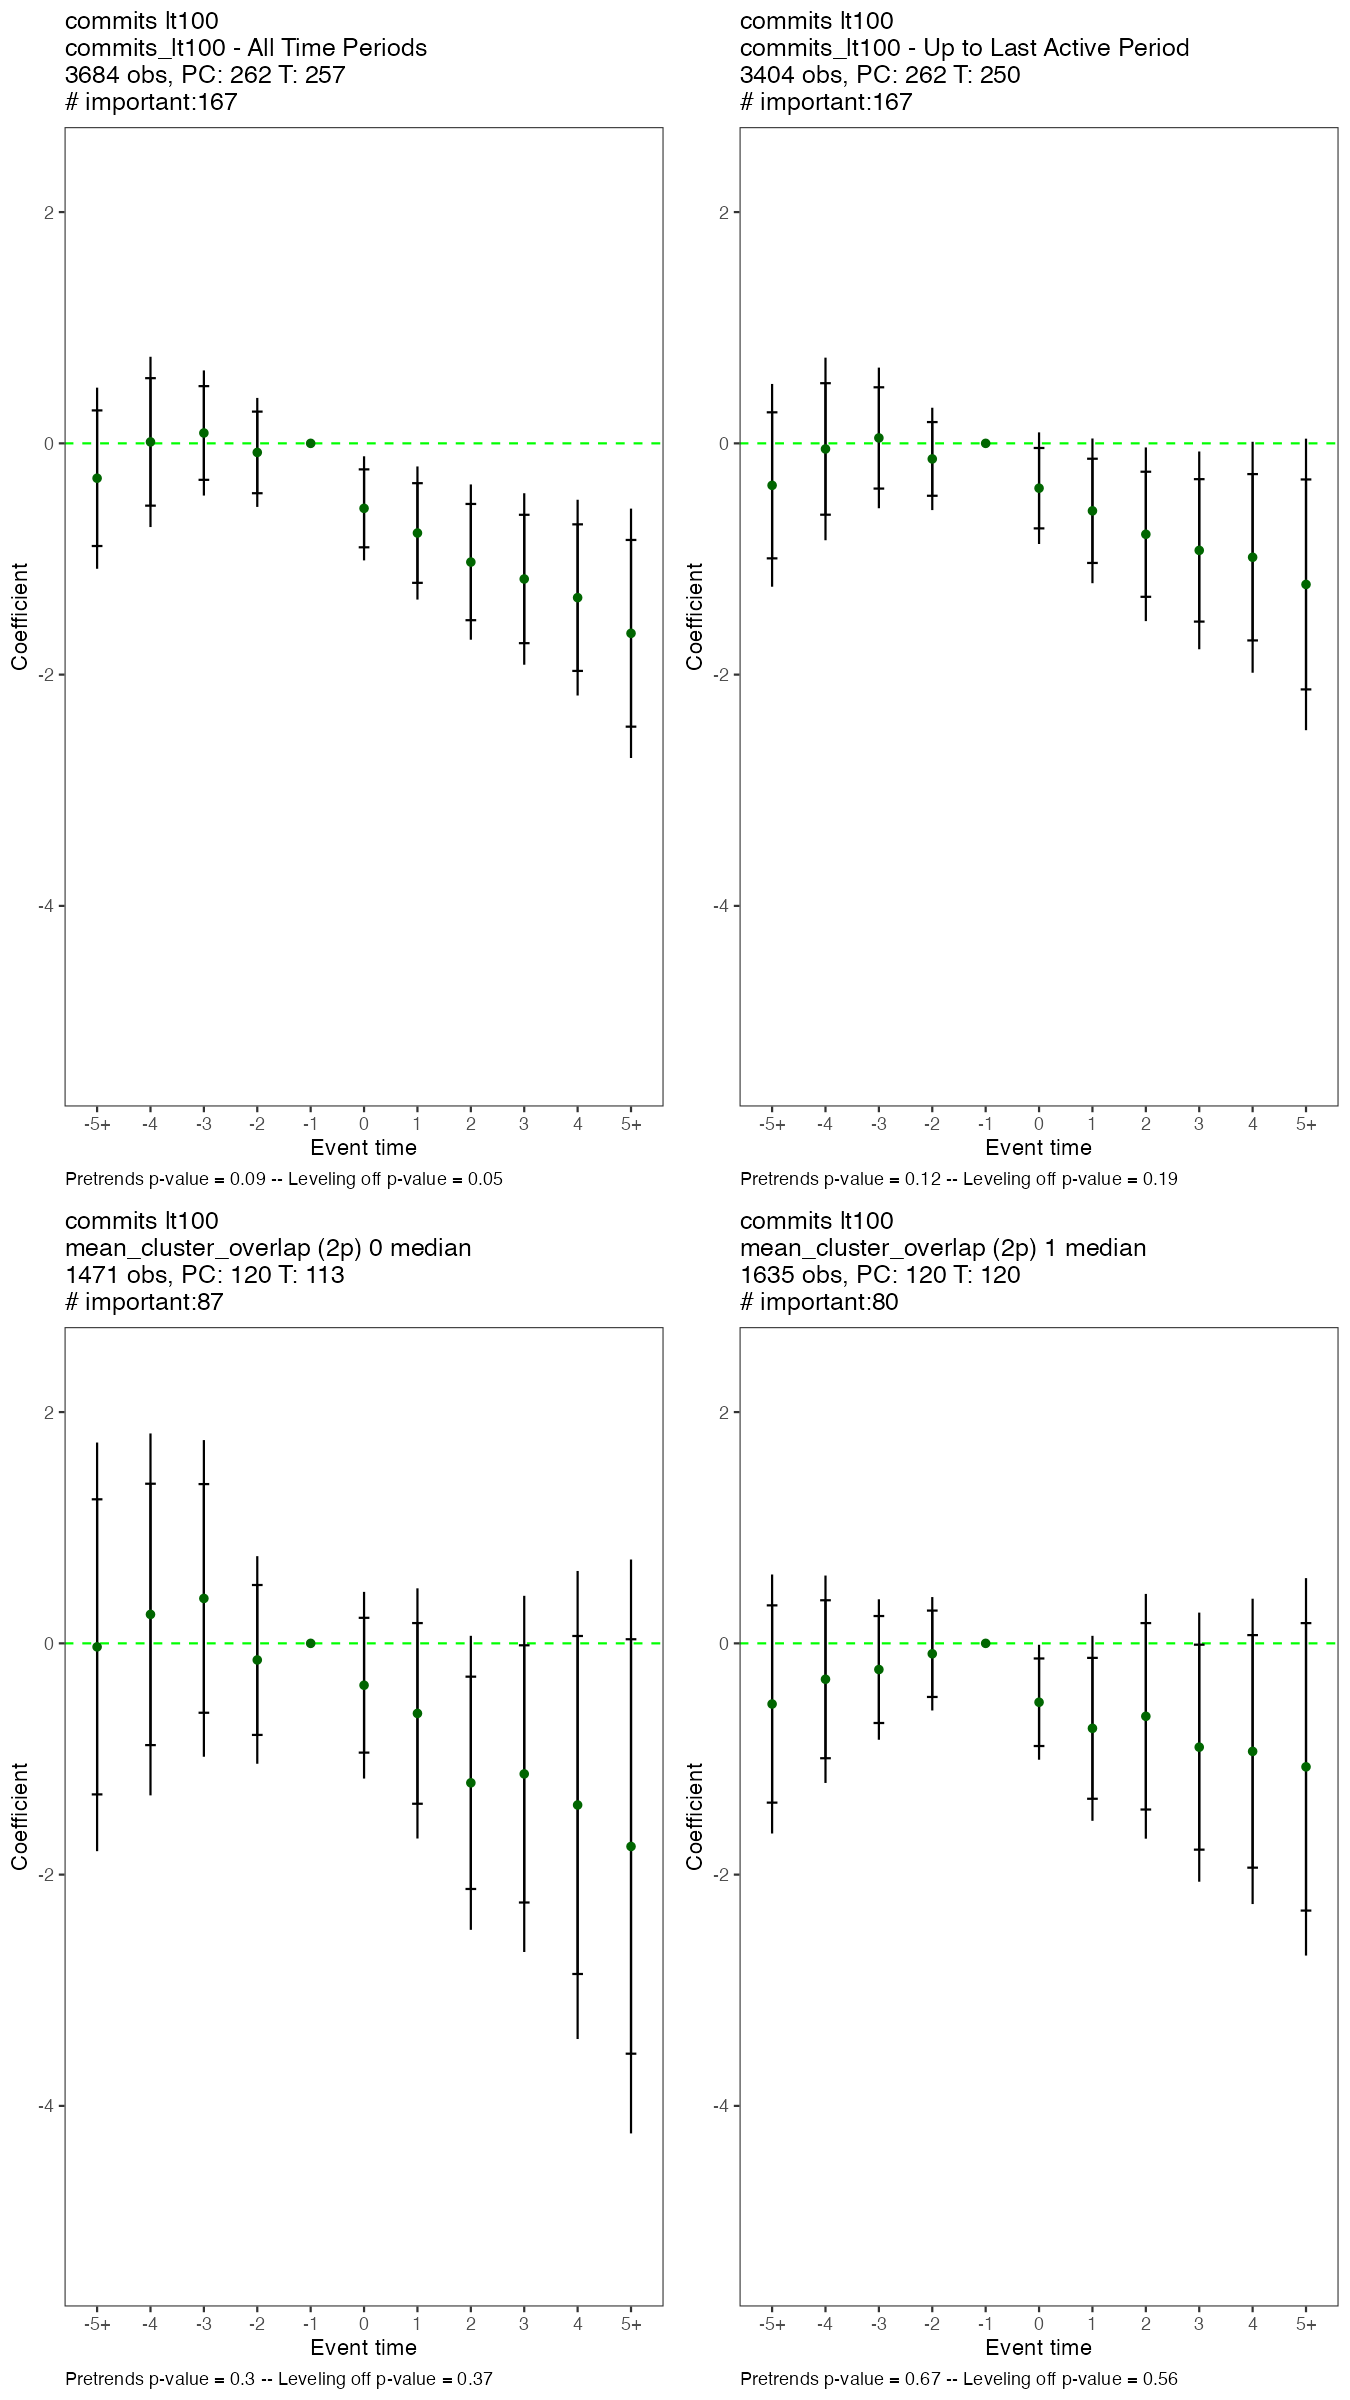 commits lt100
commits_lt100 - All Time Periods
3684 obs, PC: 262 T: 257
# important:167
2
0
-2
-4
Coefficient
-5+ -4 -3 -2 -1 0 1 2 3 4 5+
Event time
Pretrends p-value = 0.09 -- Leveling off p-value = 0.05
commits lt100
commits_lt100 - Up to Last Active Period
3404 obs, PC: 262 T: 250
# important:167
2
0
-2
-4
Coefficient
-5+ -4 -3 -2 -1 0 1 2 3 4 5+
Event time
Pretrends p-value = 0.12 -- Leveling off p-value = 0.19
commits lt100
mean_cluster_overlap (2p) 0 median
1471 obs, PC: 120 T: 113
# important:87
2
0
-2
-4
Coefficient
-5+ -4 -3 -2 -1 0 1 2 3 4 5+
Event time
Pretrends p-value = 0.3 -- Leveling off p-value = 0.37
commits lt100
mean_cluster_overlap (2p) 1 median
1635 obs, PC: 120 T: 120
# important:80
2
0
-2
-4
Coefficient
-5+ -4 -3 -2 -1 0 1 2 3 4 5+
Event time
Pretrends p-value = 0.67 -- Leveling off p-value = 0.56